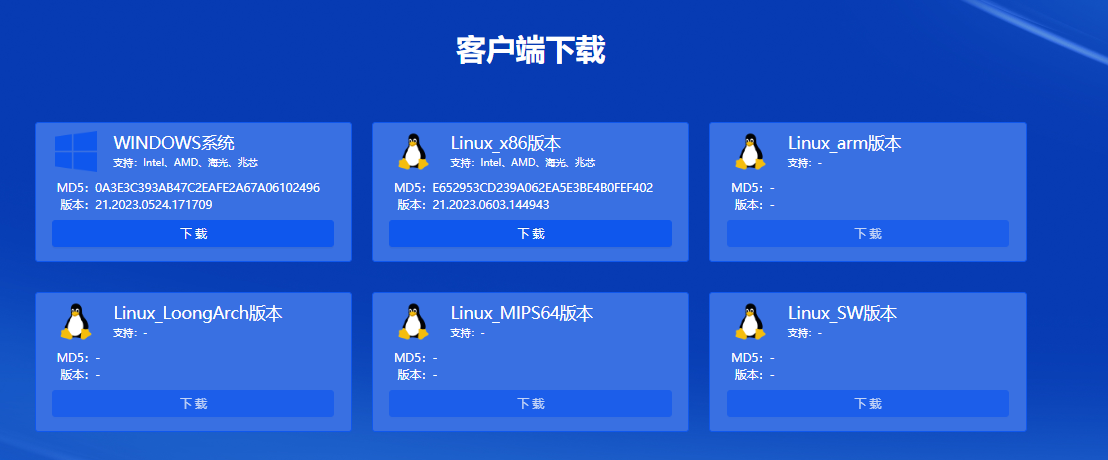 客户端下载
WINDOWS系统
支持：Intel、AMD、海光、兆芯
MD5：0A3E3C393AB47C2EAFE2A67A06102496
版本：21.2023.0524.171709
下载
Linux_x86版本
支持：Intel、AMD、海光、兆芯
MD5：E652953CD239A062EA5E3BE4B0FEF402
版本：21.2023.0603.144943
下载
Linux_arm版本
支持：-
MD5：-
版本：-
下载
Linux_LoongArch版本
支持：-
MD5：-
版本：-
下载
Linux_MIPS64版本
支持：-
MD5：-
版本：-
下载
Linux_SW版本
支持：-
MD5：-
版本：-
下载